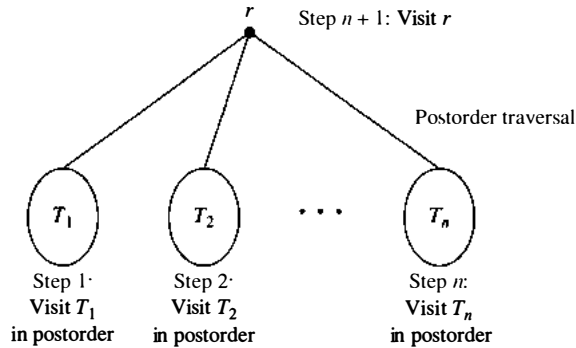 r
Step n + 1: Visit r
Postorder traversal
T1
T2
• • •
Tn
Step 1·
Visit T1
in postorder
Step 2·
Visit T2
in postorder
Step n:
Visit Tn
in postorder